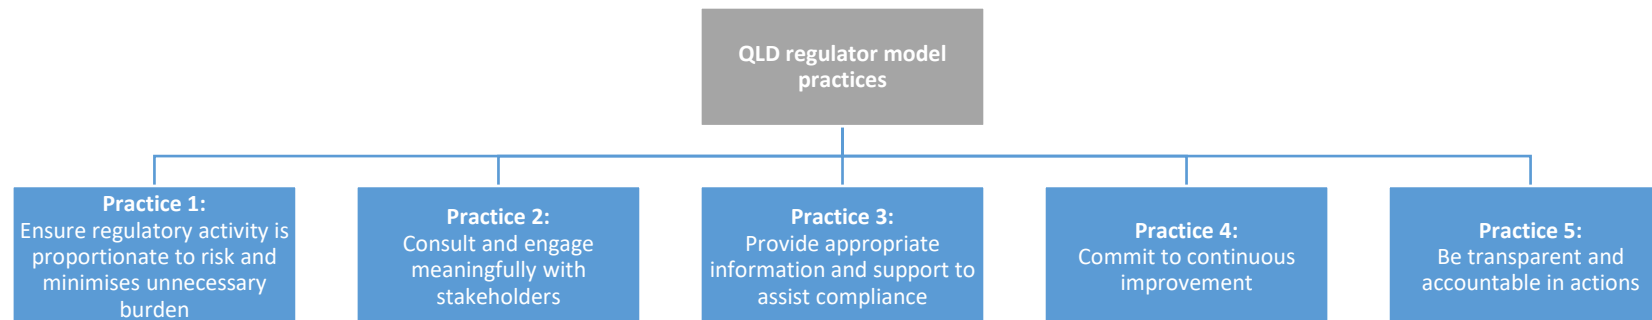 QLD regulator model
practices
Practice 1:
Ensure regulatory activity is
proportionate to risk and
minimises unnecessary
burden
Practice 2:
Consult and engage
meaningfully with
stakeholders
Practice 3:
Provide appropriate
information and support to
assist compliance
Practice 4:
Commit to continuous
improvement
Practice 5:
Be transparent and
accountable in actions